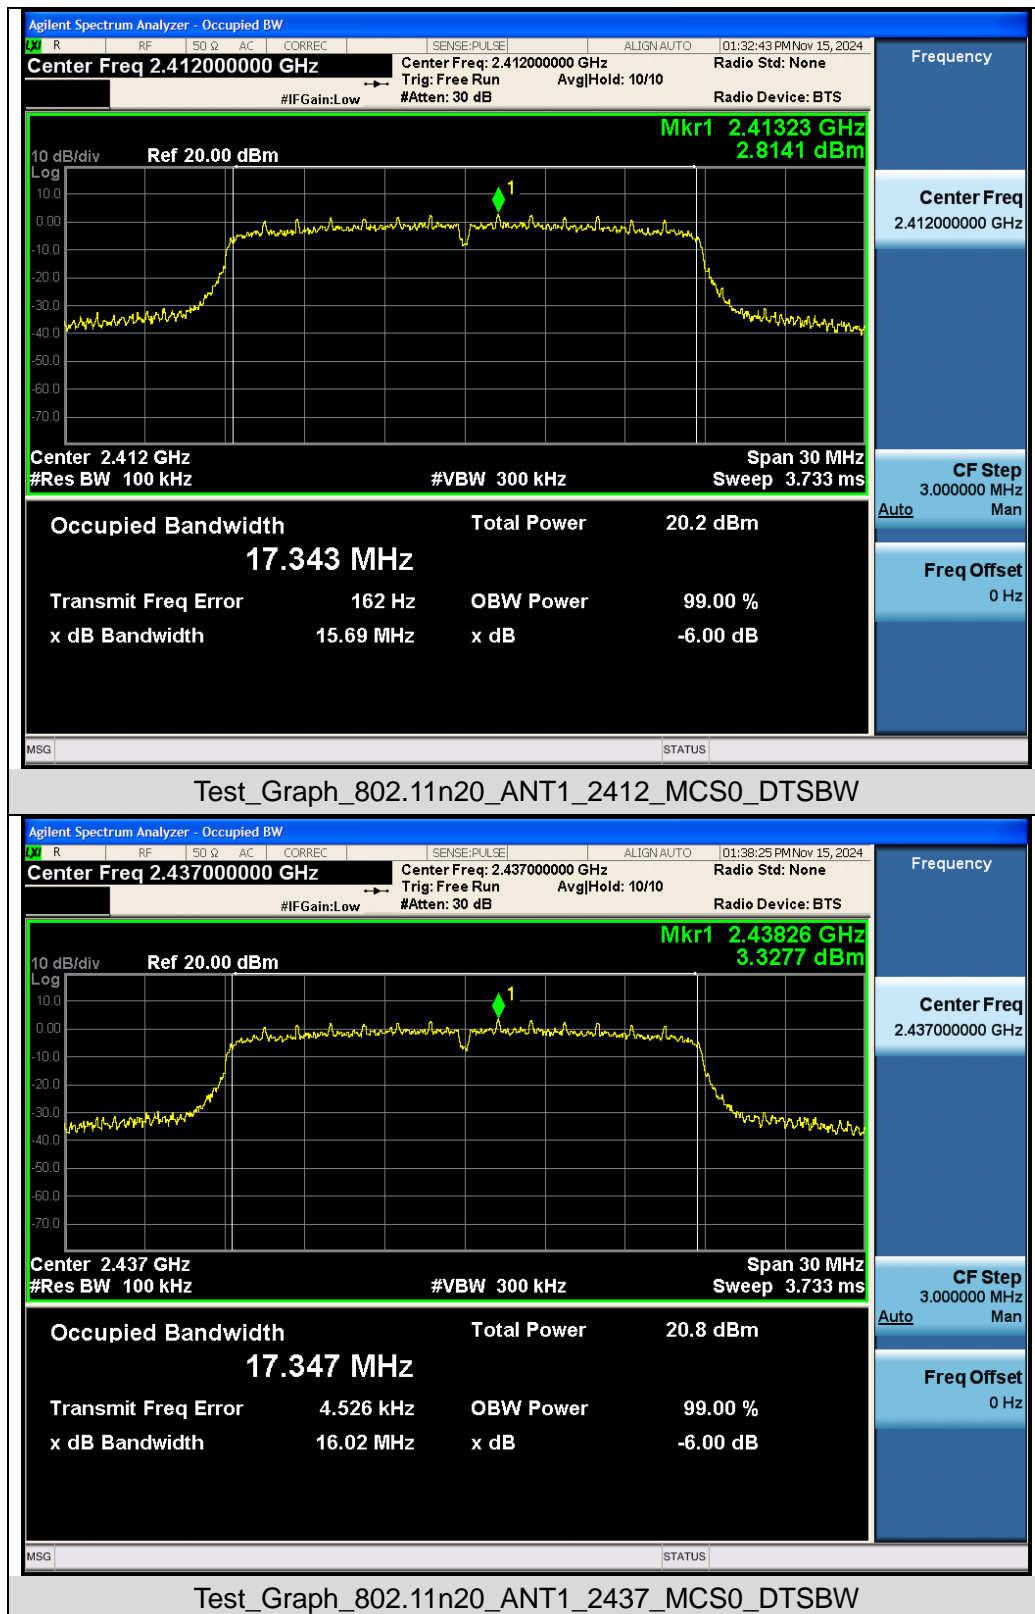 Agilent Spectrum Analyzer - Occupied BW
LXI R RF 50 Ω AC CORREC SENSE:PULSE ALIGN AUTO 01:32:43 PM Nov 15, 2024
Center Freq 2.412000000 GHz
Center Freq: 2.412000000 GHz
Radio Std: None
Trig: Free Run Avg|Hold: 10/10
#IFGain:Low #Atten: 30 dB Radio Device: BTS
Frequency
Mkr1 2.41323 GHz
2.8141 dBm
10 dB/div Ref 20.00 dBm
Log
10.0
0.00
-10.0
-20.0
-30.0
-40.0
-50.0
-60.0
-70.0
1
Center Freq
2.412000000 GHz
Center 2.412 GHz Span 30 MHz
#Res BW 100 kHz #VBW 300 kHz Sweep 3.733 ms
CF Step
3.000000 MHz
Auto Man
Occupied Bandwidth Total Power 20.2 dBm
17.343 MHz
Freq Offset
0 Hz
Transmit Freq Error 162 Hz OBW Power 99.00 %
x dB Bandwidth 15.69 MHz x dB -6.00 dB
MSG STATUS
Test_Graph_802.11n20_ANT1_2412_MCS0_DTSBW
Agilent Spectrum Analyzer - Occupied BW
LXI R RF 50 Ω AC CORREC SENSE:PULSE ALIGN AUTO 01:38:25 PM Nov 15, 2024
Center Freq 2.437000000 GHz
Center Freq: 2.437000000 GHz
Radio Std: None
Trig: Free Run Avg|Hold: 10/10
#IFGain:Low #Atten: 30 dB Radio Device: BTS
Frequency
Mkr1 2.43826 GHz
3.3277 dBm
10 dB/div Ref 20.00 dBm
Log
10.0
0.00
-10.0
-20.0
-30.0
-40.0
-50.0
-60.0
-70.0
1
Center Freq
2.437000000 GHz
Center 2.437 GHz Span 30 MHz
#Res BW 100 kHz #VBW 300 kHz Sweep 3.733 ms
CF Step
3.000000 MHz
Auto Man
Occupied Bandwidth Total Power 20.8 dBm
17.347 MHz
Freq Offset
0 Hz
Transmit Freq Error 4.526 kHz OBW Power 99.00 %
x dB Bandwidth 16.02 MHz x dB -6.00 dB
MSG STATUS
Test_Graph_802.11n20_ANT1_2437_MCS0_DTSBW